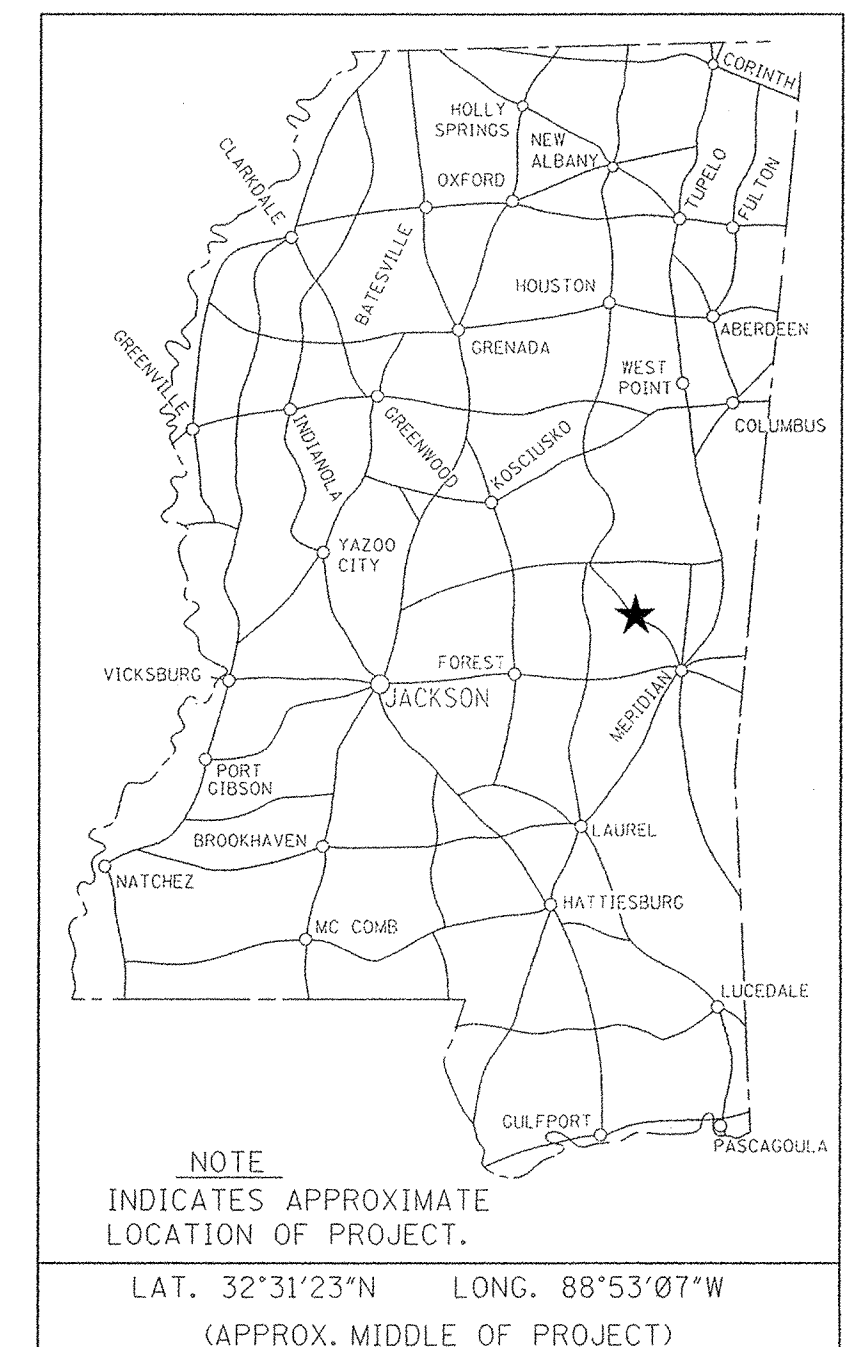 CORINTH
HOLLY
SPRINGS
NEW
ALBANY
CLARKDALE
OXFORD
TUPELO
FULTON
BATESVILLE
HOUSTON
ABERDEEN
GRENADA
GREENVILLE
WEST
POINT
INDIANOLA
GREENWOOD
COLUMBUS
KOSCIUSKO
YAZOO
CITY
FOREST
VICKSBURG
JACKSON
MERIDIAN
PORT
GIBSON
BROOKHAVEN
LAUREL
NATCHEZ
HATTIESBURG
MC COMB
LUCEDALE
GULFPORT
PASCAGOULA
NOTE
INDICATES APPROXIMATE
LOCATION OF PROJECT.
LAT. 32°31'23"N LONG. 88°53'07"W
(APPROX. MIDDLE OF PROJECT)